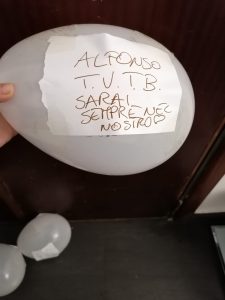 ALFONSO
T.V.T.B.
SARAI
SEMPRE NEL
NOSTRO